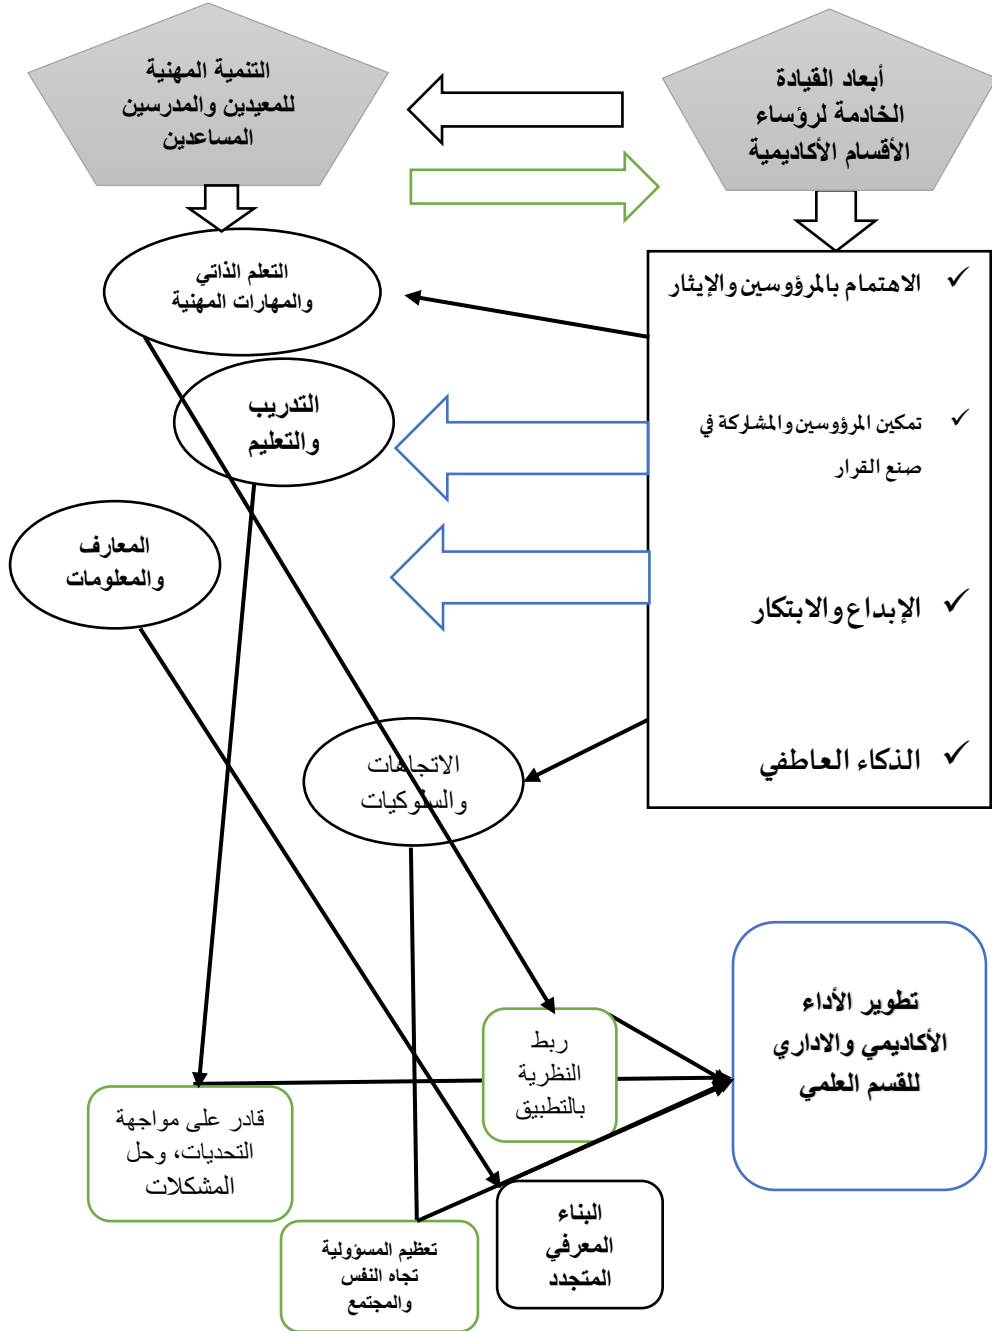 أبعاد القيادة
الخادمة لرؤساء
الأقسام الأكاديمية
التنمية المهنية
للمعيدين والمدرسين
المساعدين
✓ الاهتمام بالمرؤوسين والإيثار
✓ تمكين المرؤوسين والمشاركة في
صنع القرار
✓ الإبداع والابتكار
✓ الذكاء العاطفي
التعلم الذاتي
والمهارات المهنية
التدريب
والتعليم
المعارف
والمعلومات
الاتجاهات
والسلوكيات
تطوير الأداء
الأكاديمي والاداري
للقسم العلمي
ربط
النظرية
بالتطبيق
قادر على مواجهة
التحديات، وحل
المشكلات
البناء
المعرفي
المتجدد
تعظيم المسؤولية
تجاه النفس
والمجتمع